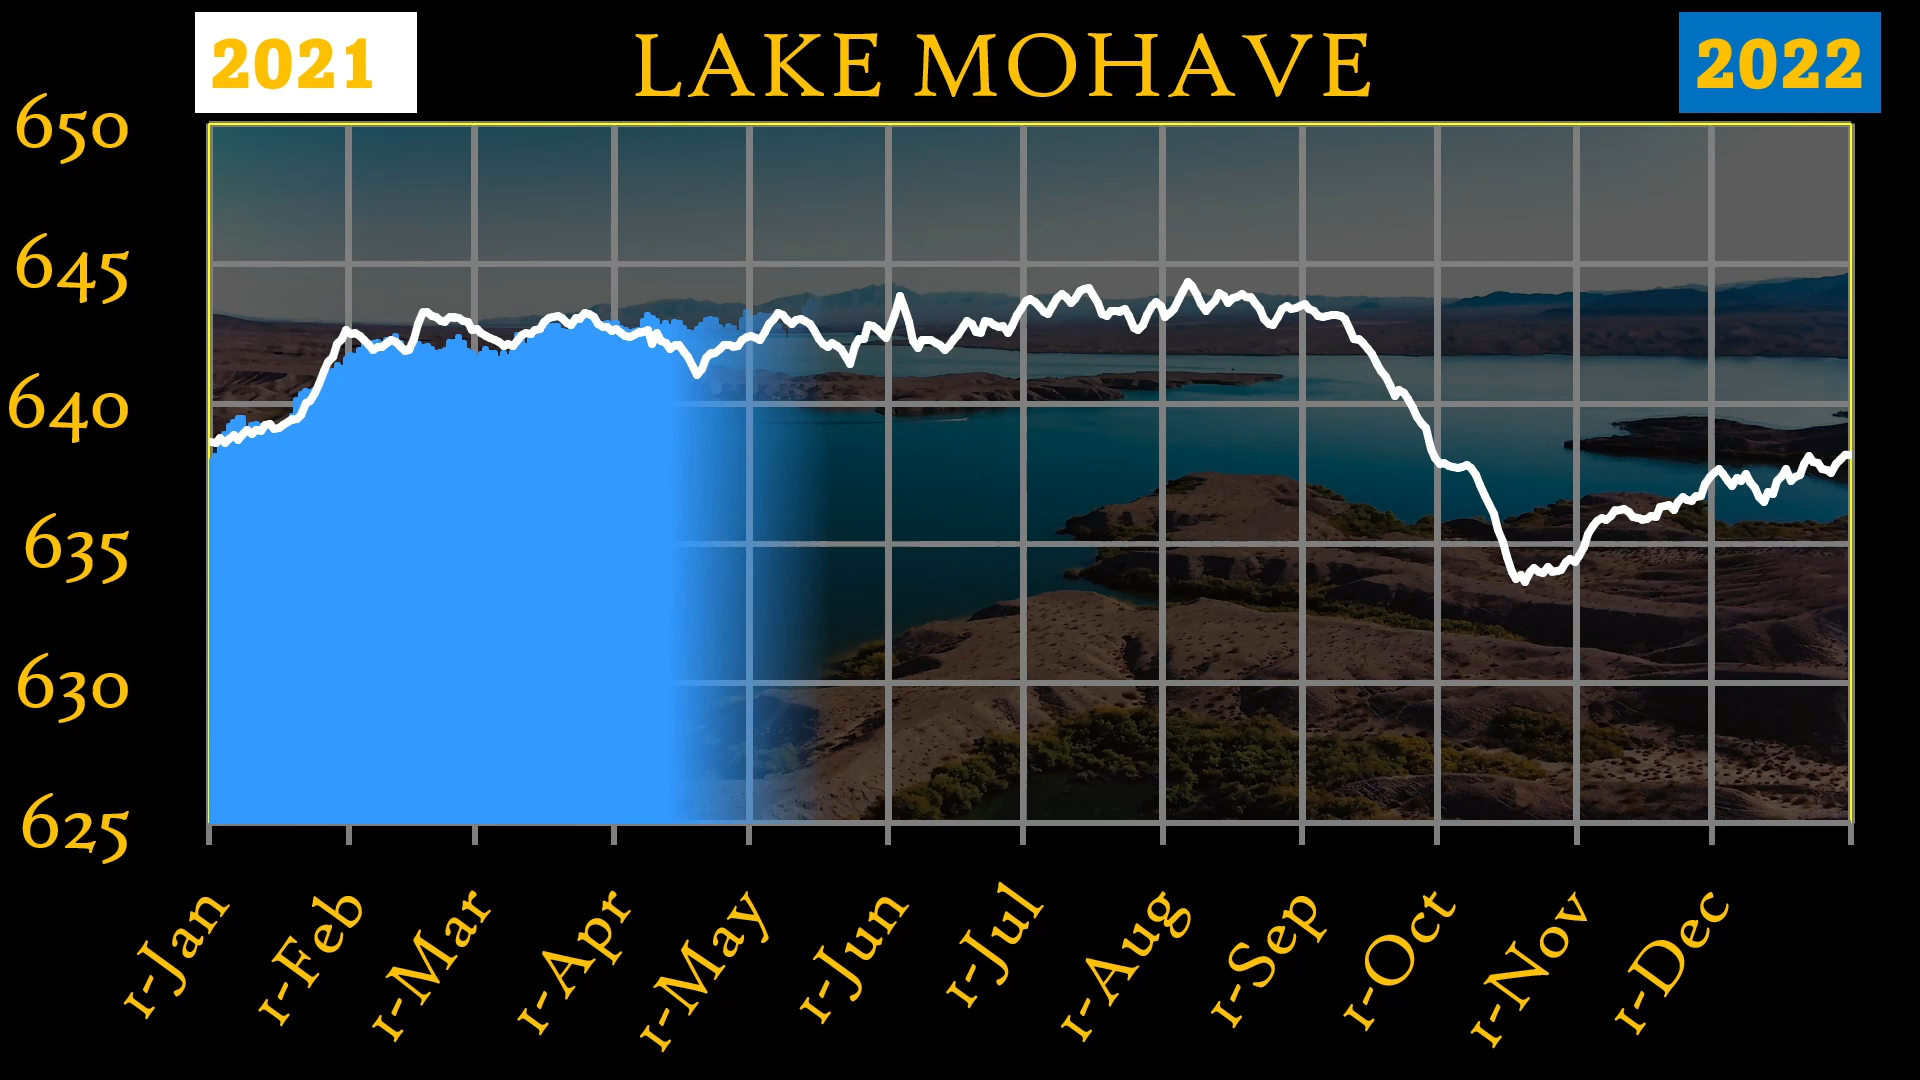 2021
LAKE MOHAVE
2022
650
645
640
635
630
625
1-Jan
1-Feb
1-Mar
1-Apr
1-May
1-Jun
1-Jul
1-Aug
1-Sep
1-Oct
1-Nov
1-Dec